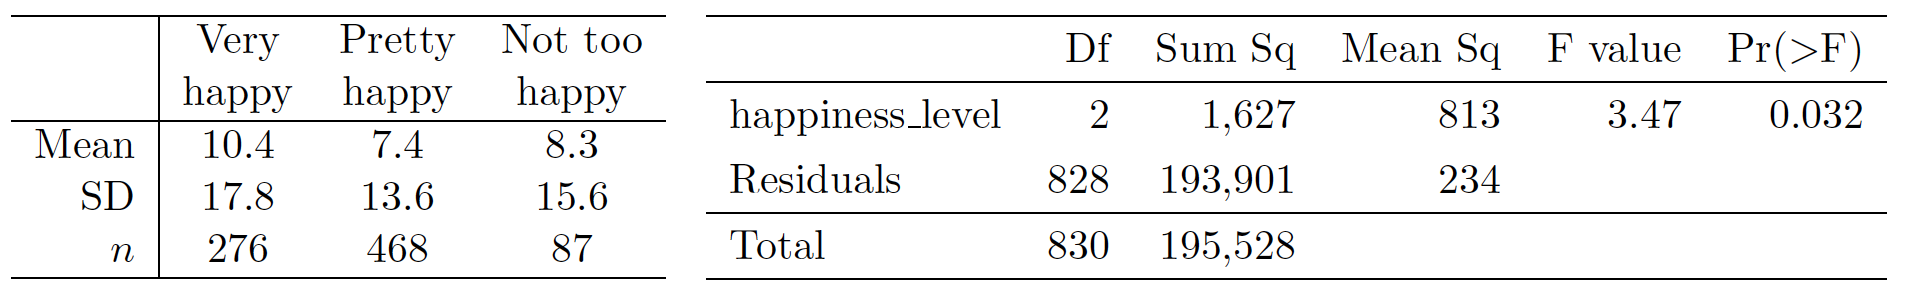 Very Pretty Not too
happy happy happy
Mean 10.4 7.4 8.3
SD 17.8 13.6 15.6
n 276 468 87
Df Sum Sq Mean Sq F value Pr(>F)
happiness_level 2 1,627 813 3.47 0.032
Residuals 828 193,901 234
Total 830 195,528